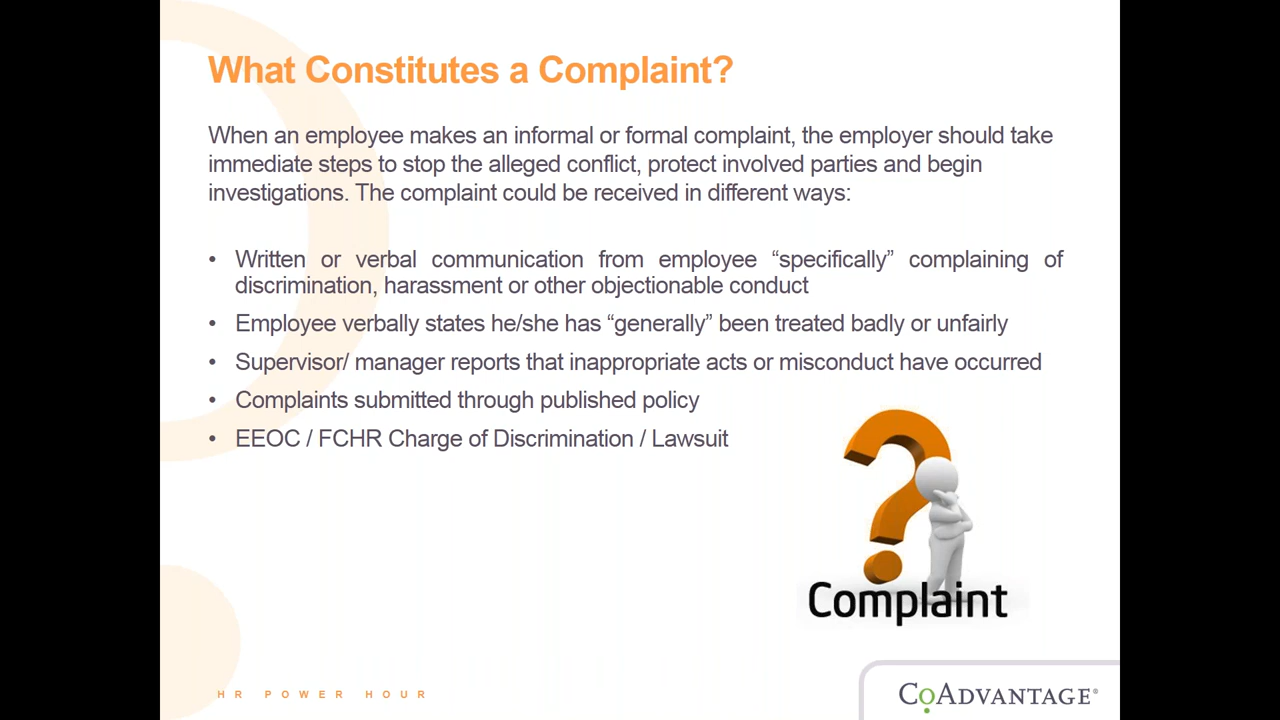 What Constitutes a Complaint?
When an employee makes an informal or formal complaint, the employer should take
immediate steps to stop the alleged conflict, protect involved parties and begin
investigations. The complaint could be received in different ways:
• Written or verbal communication from employee “specifically” complaining of
discrimination, harassment or other objectionable conduct
• Employee verbally states he/she has “generally” been treated badly or unfairly
• Supervisor/ manager reports that inappropriate acts or misconduct have occurred
• Complaints submitted through published policy
• EEOC / FCHR Charge of Discrimination / Lawsuit
?
Complaint
HR POWER HOUR
COADVANTAGE®